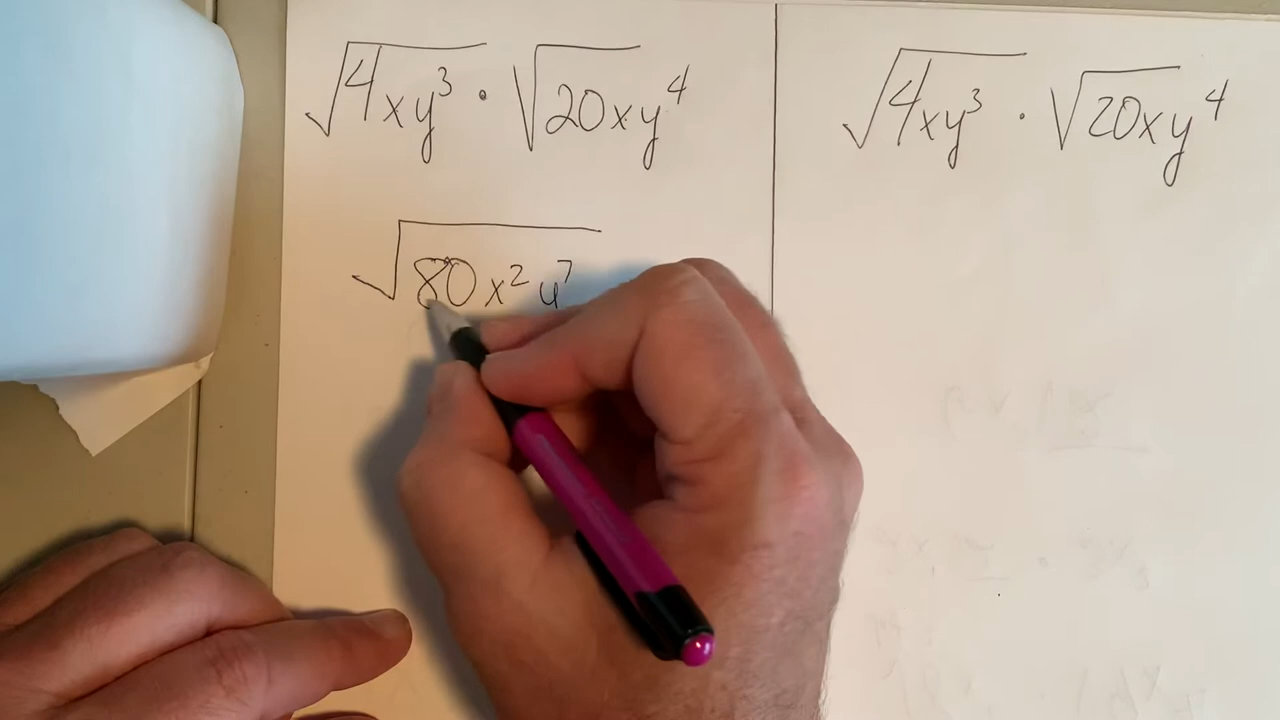 √4xy³ · √20xy⁴
√80x²y⁷
√4xy³ · √20xy⁴